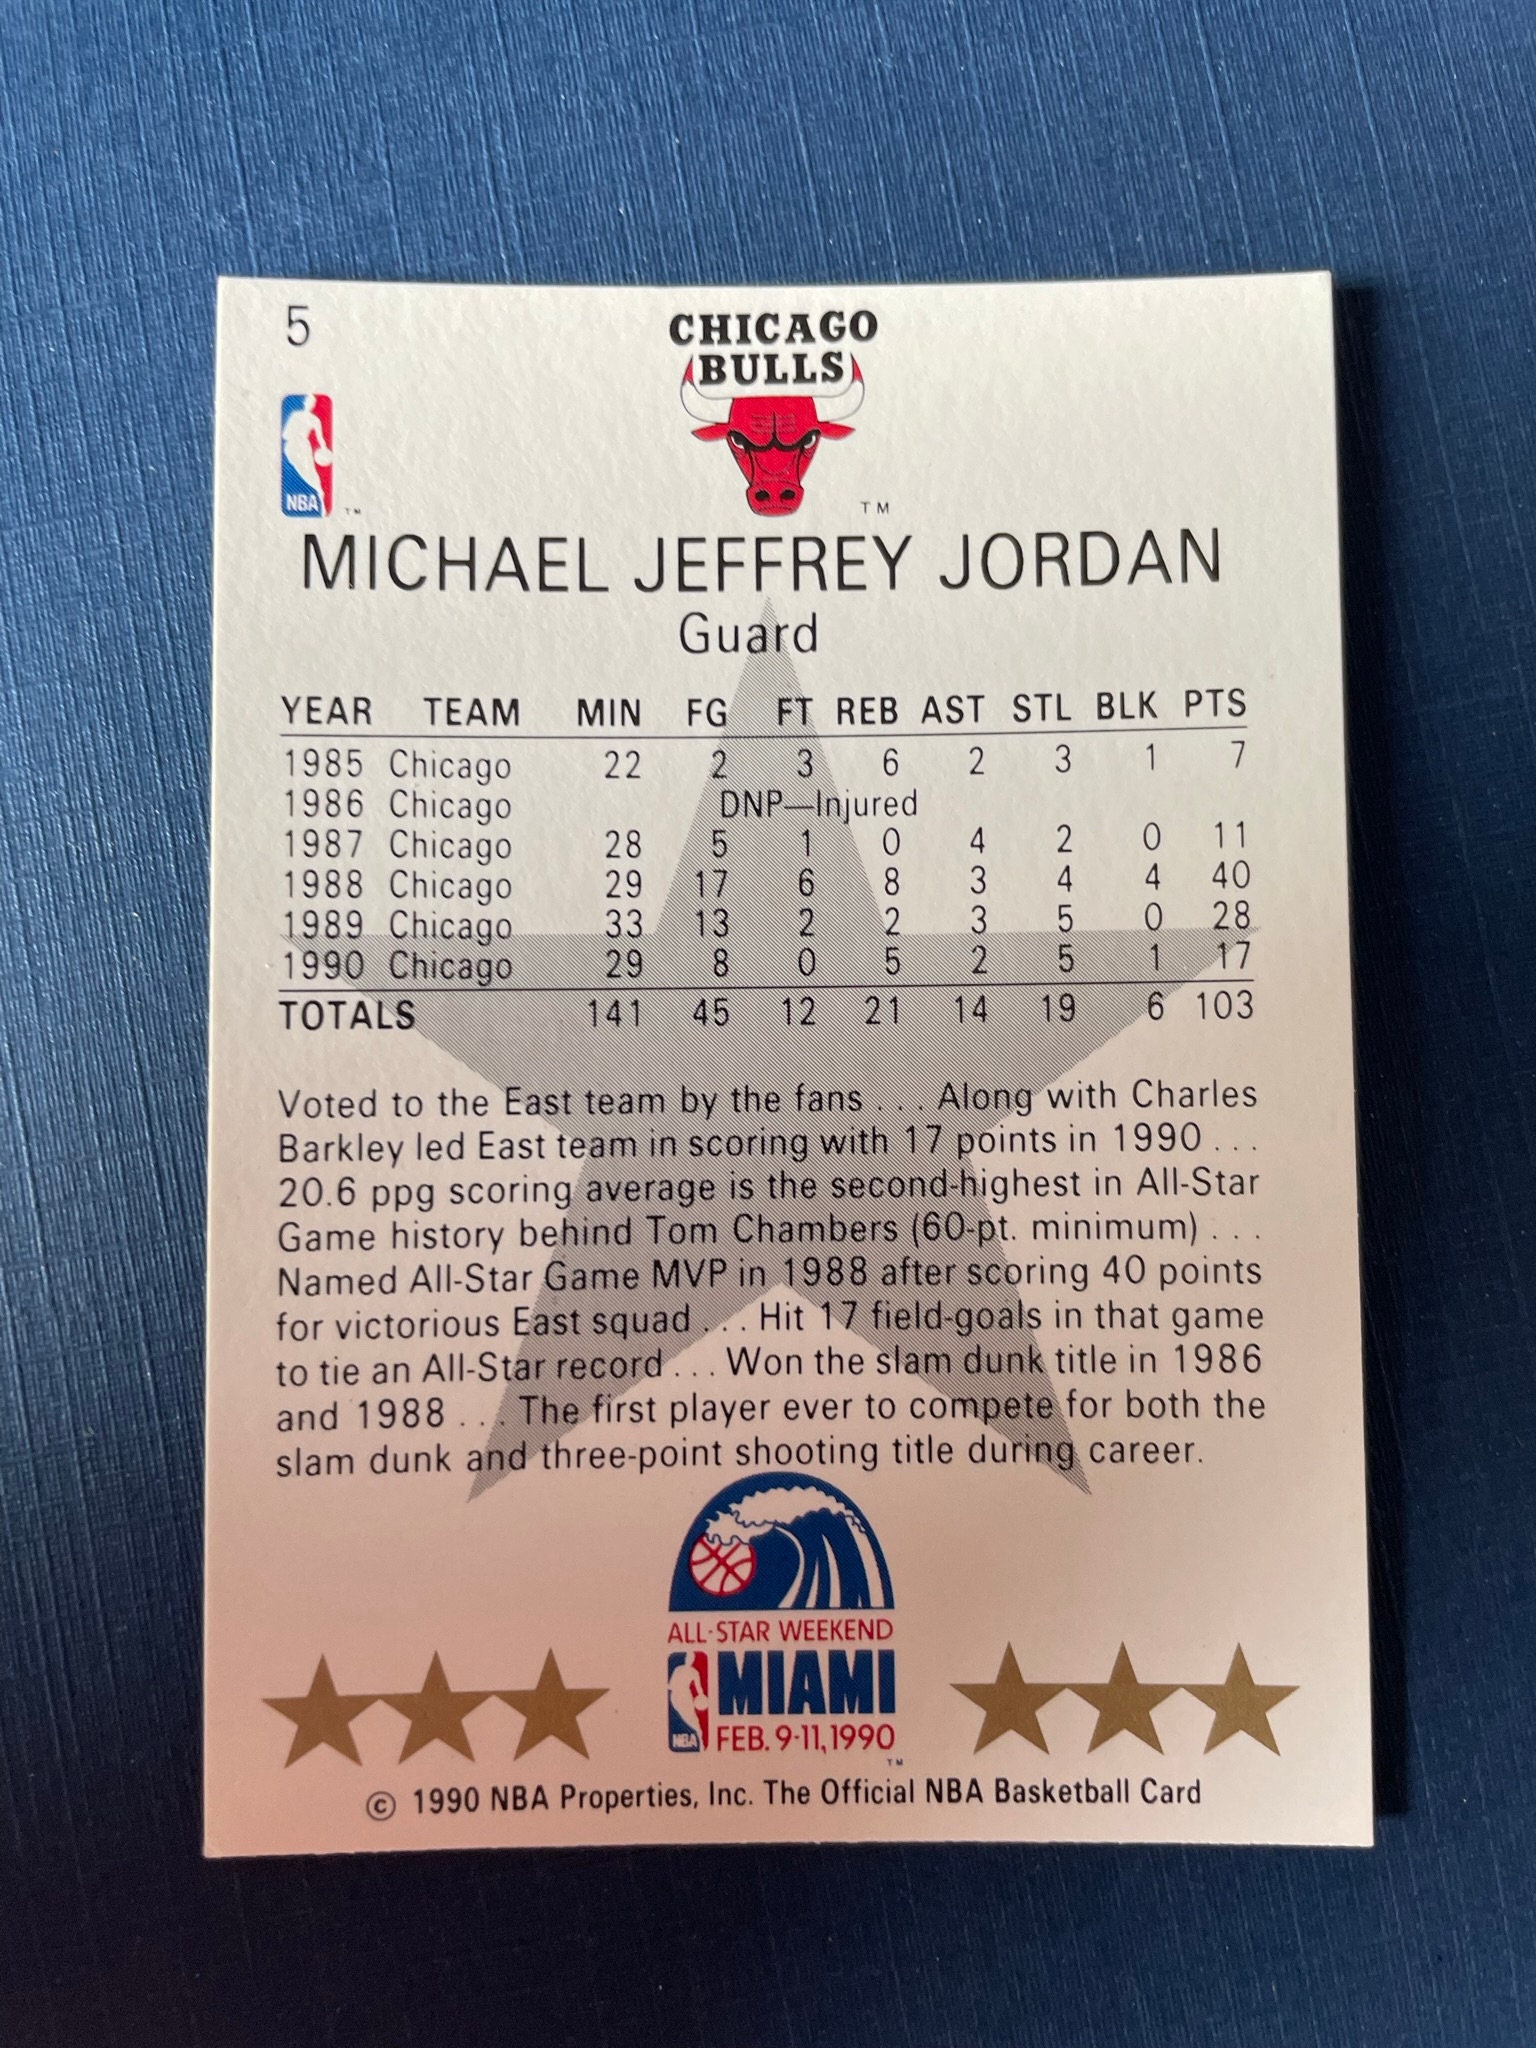 5
CHICAGO
BULLS
NBA
TM
TM
MICHAEL JEFFREY JORDAN
Guard
YEAR TEAM MIN FG FT REB AST STL BLK PTS
1985 Chicago 22 2 3 6 2 3 1 7
1986 Chicago DNP—Injured
1987 Chicago 28 5 1 0 4 2 0 11
1988 Chicago 29 17 6 8 3 4 4 40
1989 Chicago 33 13 2 2 3 5 0 28
1990 Chicago 29 8 0 5 2 5 1 17
TOTALS 141 45 12 21 14 19 6 103
Voted to the East team by the fans . . . Along with Charles
Barkley led East team in scoring with 17 points in 1990 . . .
20.6 ppg scoring average is the second-highest in All-Star
Game history behind Tom Chambers (60-pt. minimum) . . .
Named All-Star Game MVP in 1988 after scoring 40 points
for victorious East squad . . . Hit 17 field-goals in that game
to tie an All-Star record . . . Won the slam dunk title in 1986
and 1988 . . . The first player ever to compete for both the
slam dunk and three-point shooting title during career.
ALL-STAR WEEKEND
MIAMI
NBA FEB. 9-11, 1990
TM
© 1990 NBA Properties, Inc. The Official NBA Basketball Card